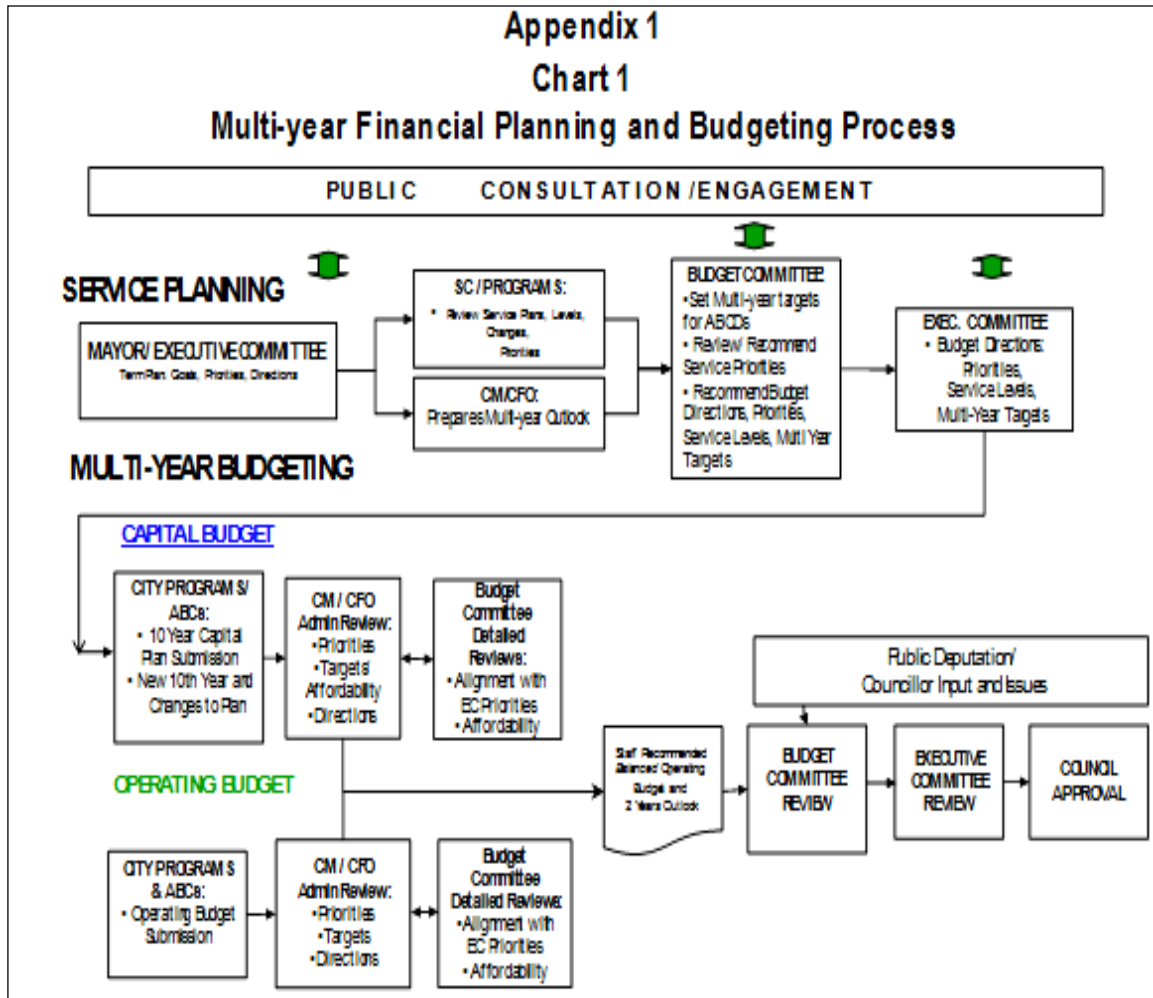 Appendix 1
Chart 1
Multi-year Financial Planning and Budgeting Process
PUBLIC CONSULTATION/ENGAGEMENT
SERVICE PLANNING
MAYOR/ EXECUTIVE COMMITTEE
Term Plan: Goals, Priorities, Directions
SC / PROGRAMS:
• Review Service Plans, Levels,
Changes,
Priorities
CM/CFO:
Prepares Multi-year Outlook
BUDGET COMMITTEE
•Set Multi-year targets
for ABCDs
• Review/ Recommend
Service Priorities
•Recommend Budget
Directions, Priorities,
Service Levels, Multi Year
Targets
EXEC. COMMITTEE
• Budget Directions:
Priorities,
Service Levels,
Multi-Year Targets
MULTI-YEAR BUDGETING
CAPITAL BUDGET
CITY PROGRAMS/
ABCs:
• 10 Year Capital
Plan Submission
• New 10th Year and
Changes to Plan
CM / CFO
Admin Review:
•Priorities
•Targets/
Affordability
•Directions
Budget
Committee
Detailed
Reviews:
• Alignment with
EC Priorities
• Affordability
Public Deputation/
Councillor Input and Issues
Staff Recommended
Balanced Operating
Budget and
2 Years Outlook
BUDGET
COMMITTEE
REVIEW
EXECUTIVE
COMMITTEE
REVIEW
COUNCIL
APPROVAL
OPERATING BUDGET
CITY PROGRAMS
& ABCs:
• Operating Budget
Submission
CM / CFO
Admin Review:
•Priorities
•Targets
•Directions
Budget
Committee
Detailed Reviews:
•Alignment with
EC Priorities
• Affordability